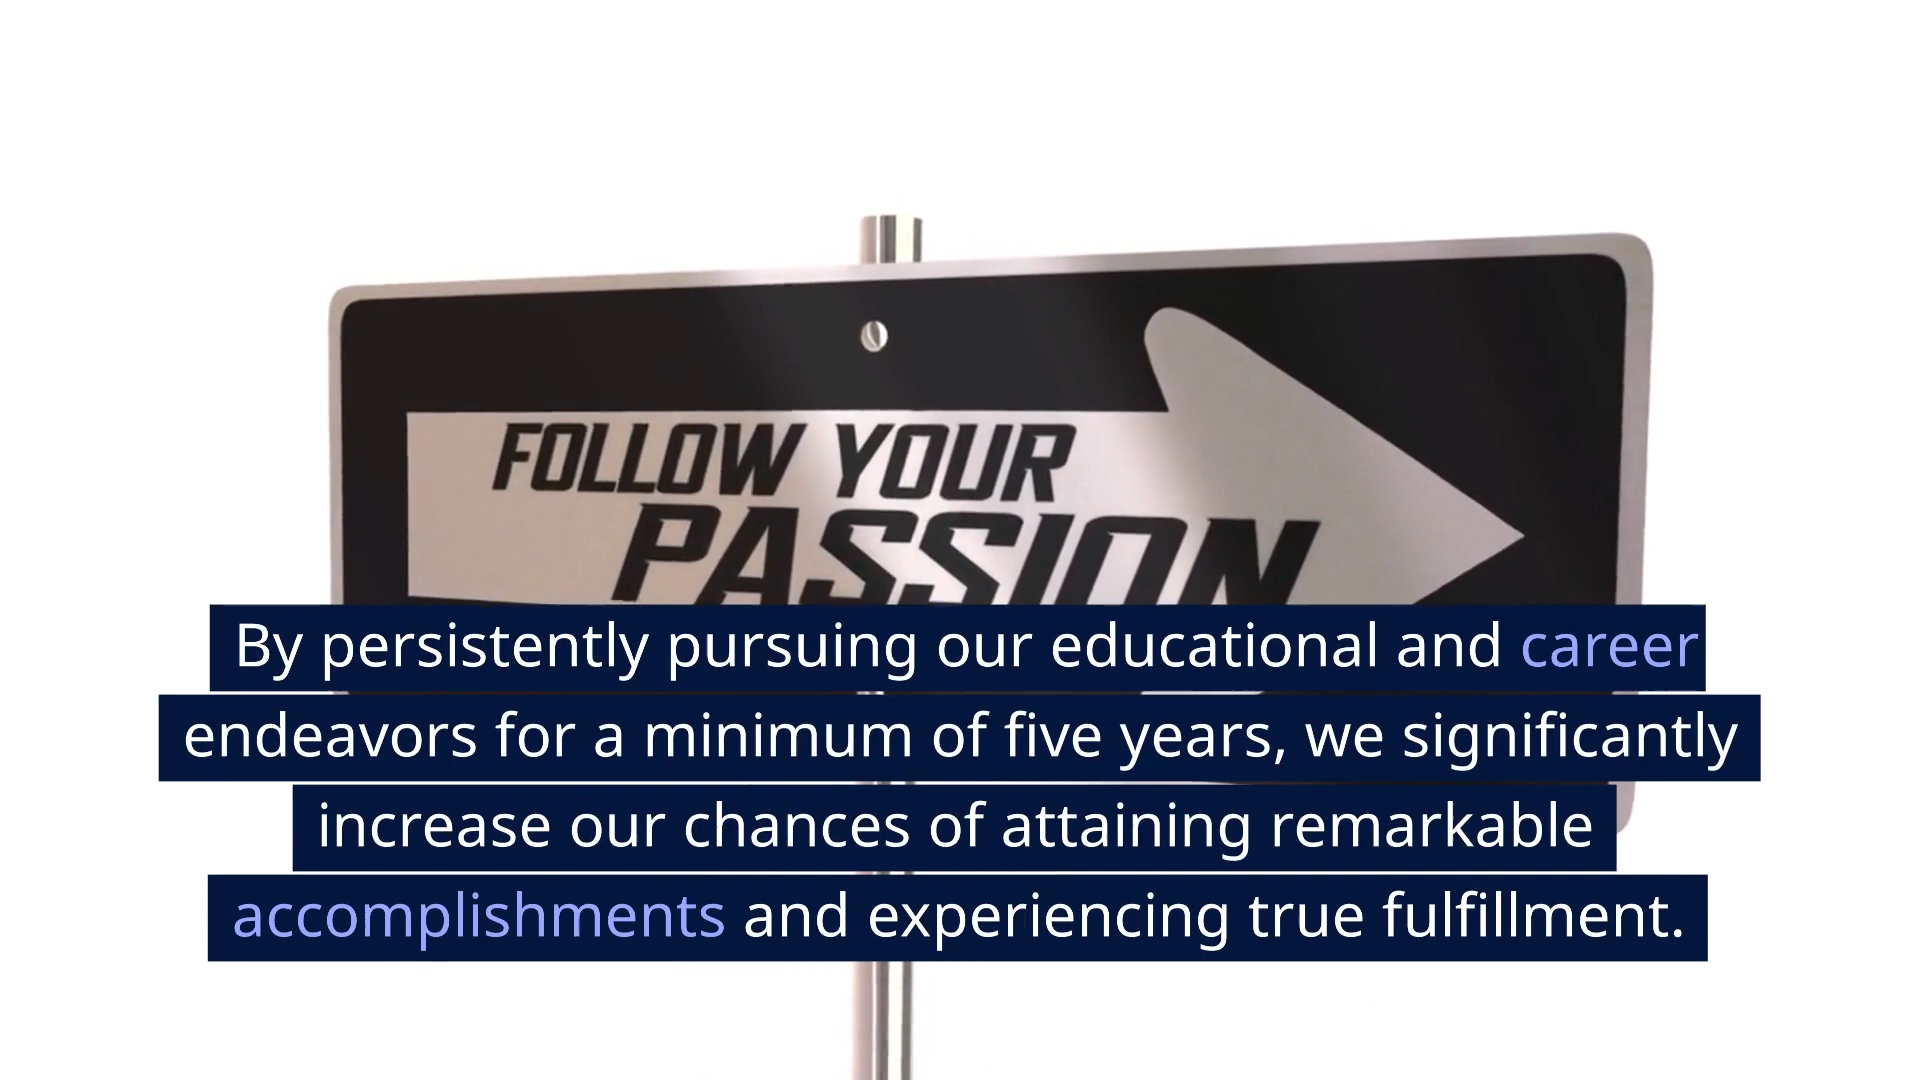 FOLLOW YOUR
PASSION
By persistently pursuing our educational and career
endeavors for a minimum of five years, we significantly
increase our chances of attaining remarkable
accomplishments and experiencing true fulfillment.